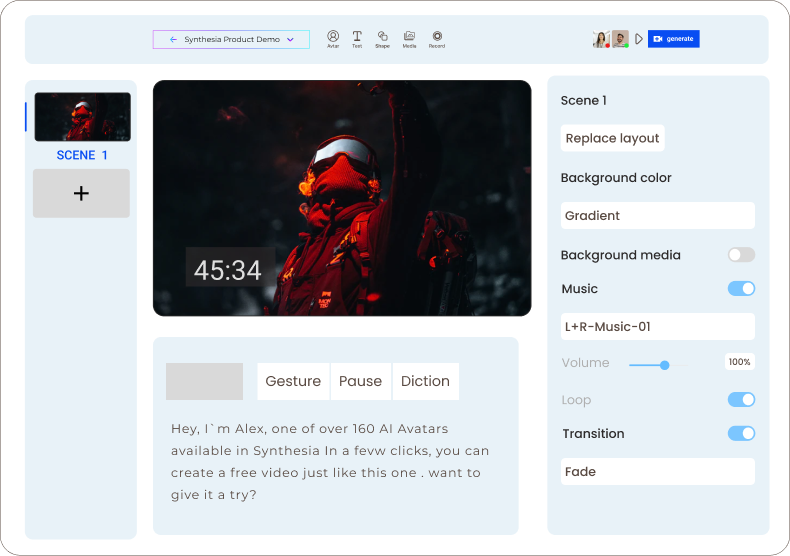 Synthesia Product Demo
Avtar
Text
Shape
Media
Record
generate
SCENE 1
+
45:34
Scene 1
Replace layout
Background color
Gradient
Background media
Music
L+R-Music-01
Volume
100%
Loop
Transition
Fade
Gesture Pause Diction
Hey, I`m Alex, one of over 160 AI Avatars
available in Synthesia In a fevw clicks, you can
create a free video just like this one . want to
give it a try?